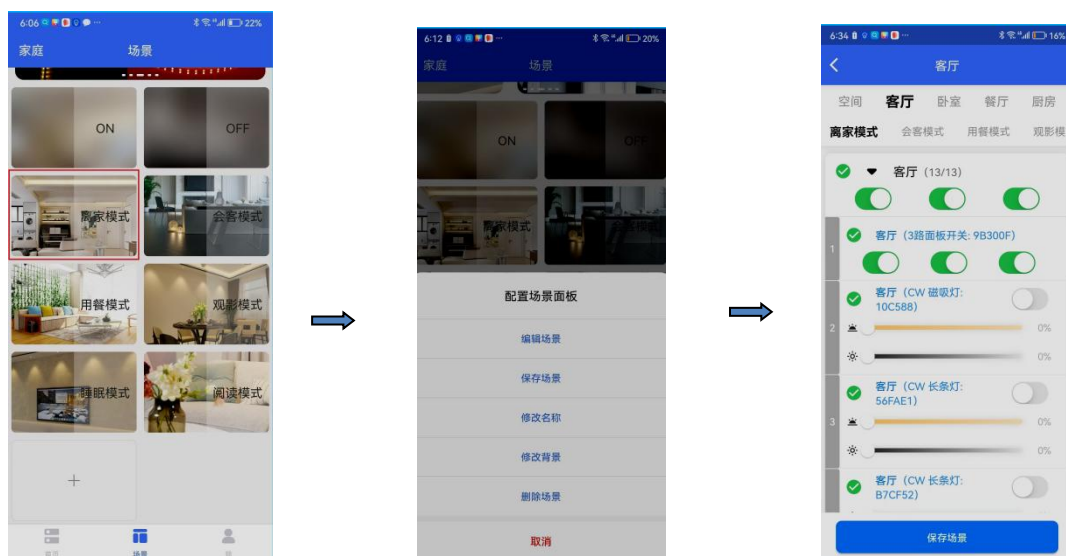 6:06
22%
家庭
场景
ON
OFF
离家模式
会客模式
用餐模式
观影模式
睡眠模式
阅读模式
+
场景
6:12
20%
家庭
场景
ON
OFF
离家模式
会客模式
配置场景面板
编辑场景
保存场景
修改名称
修改背景
删除场景
取消
6:34
16%
客厅
空间 客厅 卧室 餐厅 厨房
离家模式 会客模式 用餐模式 观影模
客厅 (13/13)
1
客厅 (3路面板开关: 9B300F)
2
客厅 (CW 磁吸灯:
10C588)
0%
0%
3
客厅 (CW 长条灯:
56FAE1)
0%
0%
客厅 (CW 长条灯:
B7CF52)
保存场景